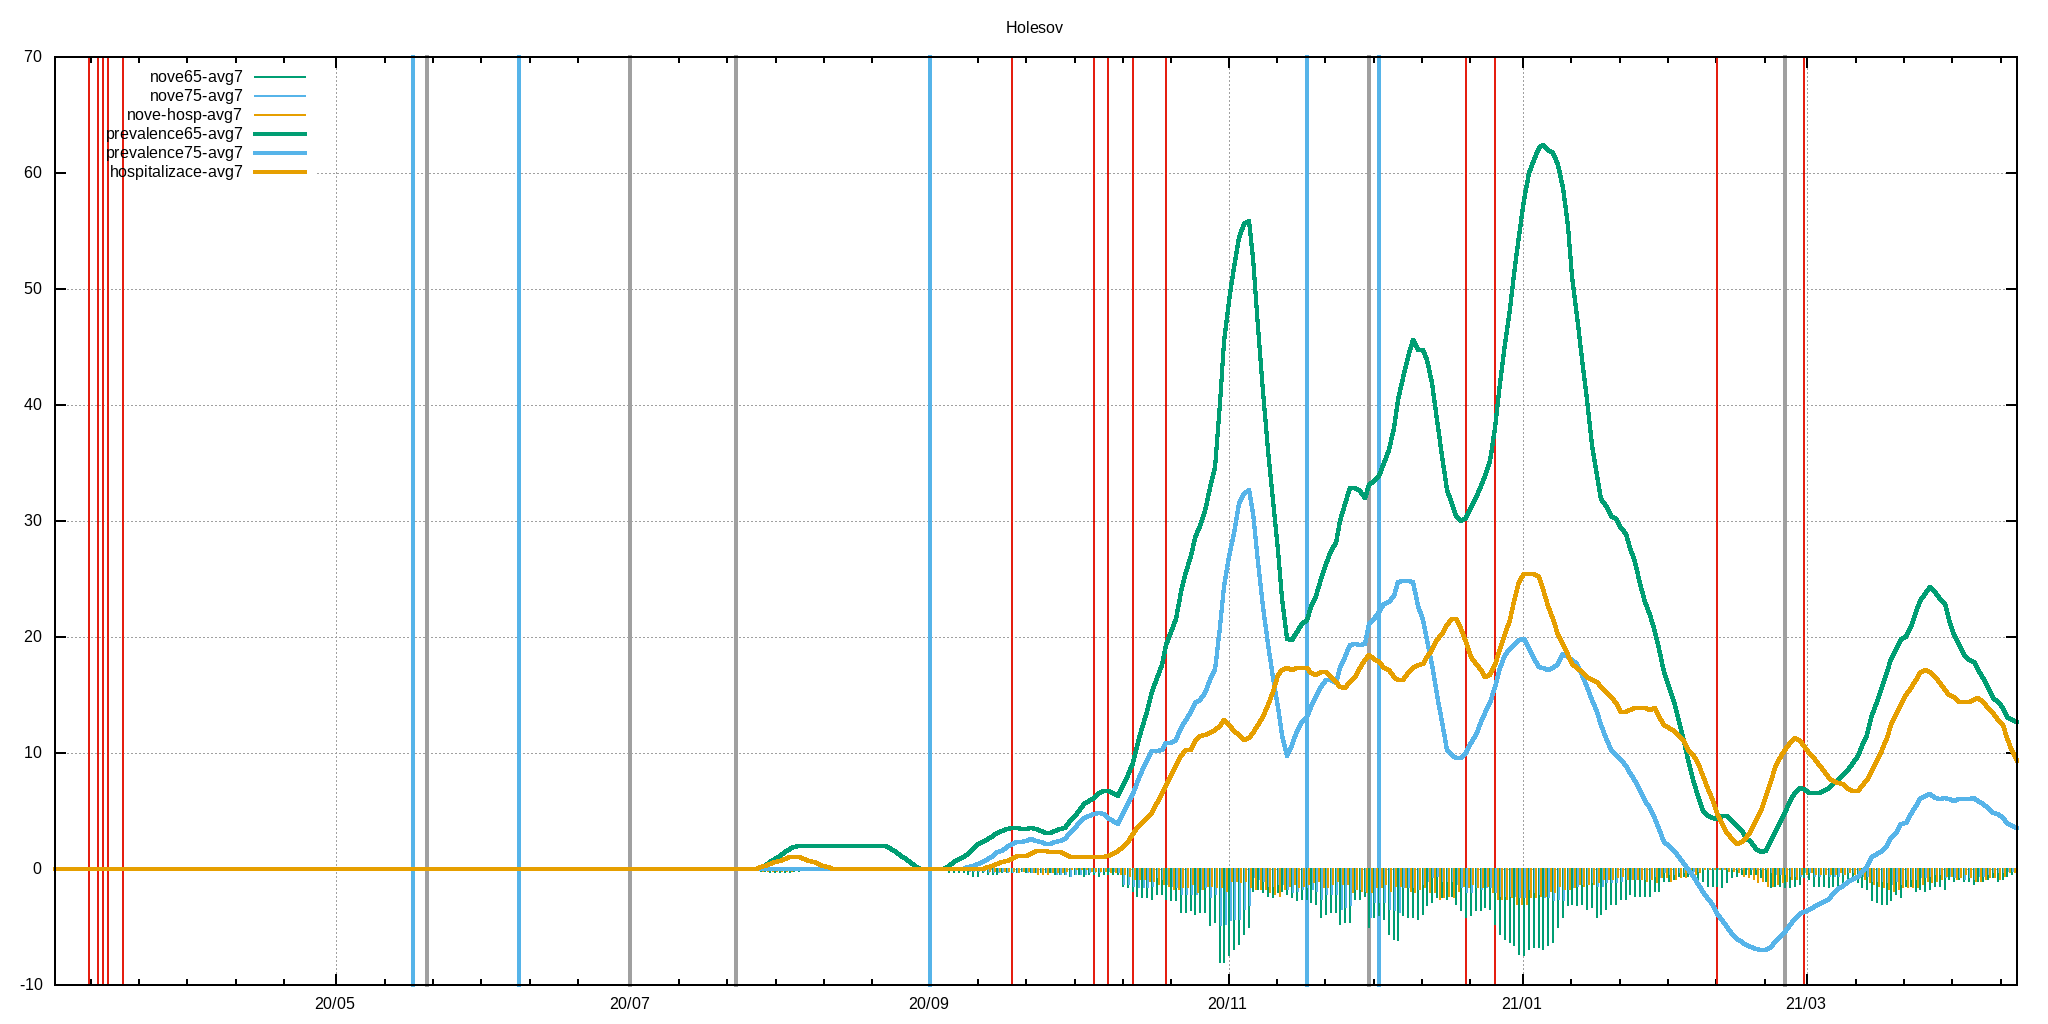 Holesov
70
60
50
40
30
20
10
0
-10
nove65-avg7
nove75-avg7
nove-hosp-avg7
prevalence65-avg7
prevalence75-avg7
hospitalizace-avg7
20/05 20/07 20/09 20/11 21/01 21/03